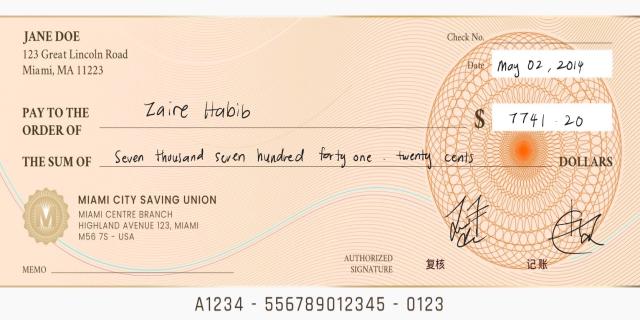 JANE DOE
123 Great Lincoln Road
Miami, MA 11223
Check No.
Date May 02, 2014
PAY TO THE ORDER OF Zaire Habib
$ 7741.20
THE SUM OF Seven thousand seven hundred forty one . twenty cents DOLLARS
MIAMI CITY SAVING UNION
MIAMI CENTRE BRANCH
HIGHLAND AVENUE 123, MIAMI
M56 7S - USA
MEMO
AUTHORIZED SIGNATURE
复核
记账
A1234 - 556789012345 - 0123